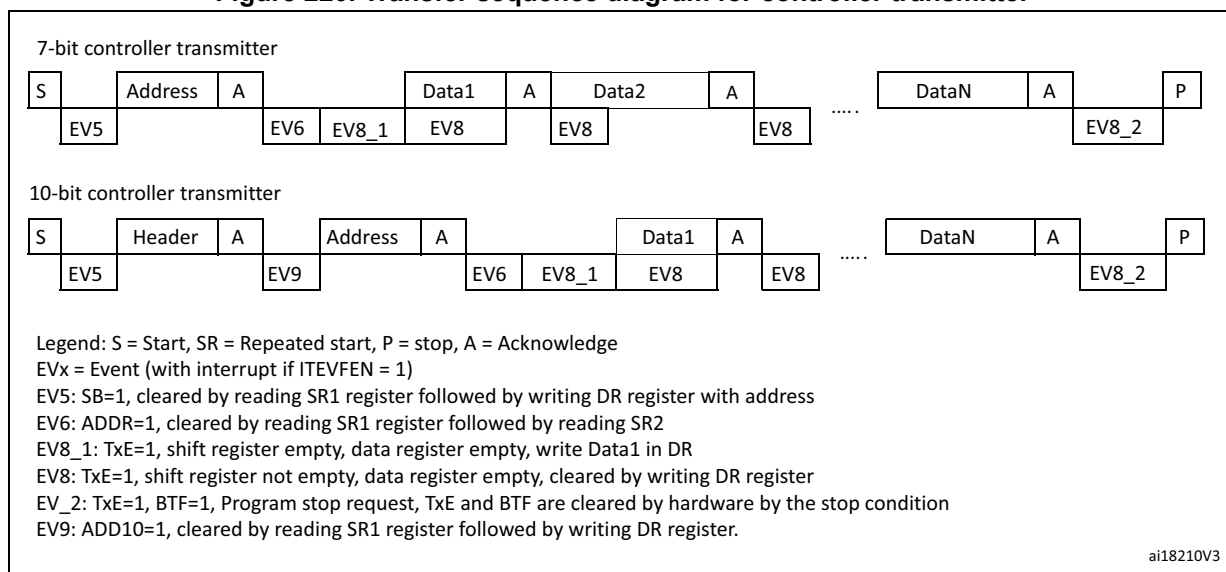 7-bit controller transmitter
S Address A Data1 A Data2 A ..... DataN A P
EV5 EV6 EV8_1 EV8 EV8 EV8 EV8_2
10-bit controller transmitter
S Header A Address A Data1 A ..... DataN A P
EV5 EV9 EV6 EV8_1 EV8 EV8 EV8_2
Legend: S = Start, SR = Repeated start, P = stop, A = Acknowledge
EVx = Event (with interrupt if ITEVFEN = 1)
EV5: SB=1, cleared by reading SR1 register followed by writing DR register with address
EV6: ADDR=1, cleared by reading SR1 register followed by reading SR2
EV8_1: TxE=1, shift register empty, data register empty, write Data1 in DR
EV8: TxE=1, shift register not empty, data register empty, cleared by writing DR register
EV_2: TxE=1, BTF=1, Program stop request, TxE and BTF are cleared by hardware by the stop condition
EV9: ADD10=1, cleared by reading SR1 register followed by writing DR register.
ai18210V3